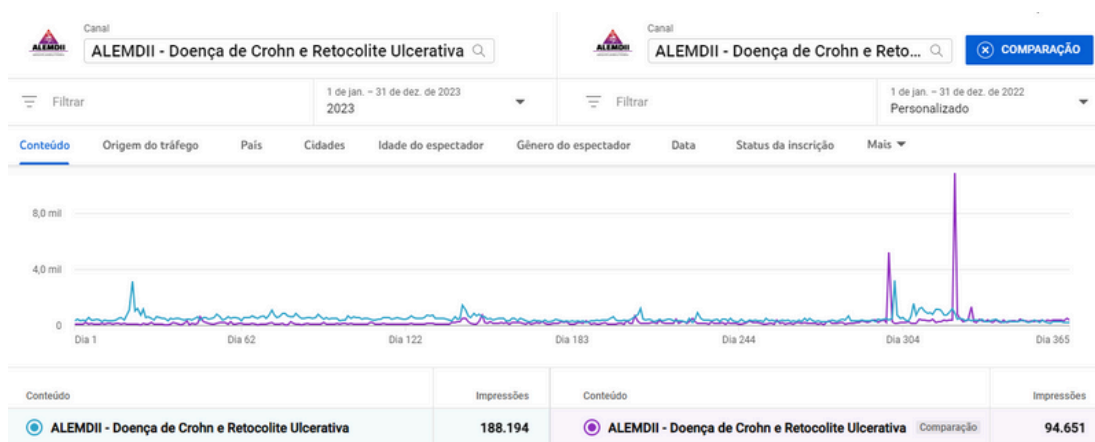 Canal
ALEMDII
ALEMDII - Doença de Crohn e Retocolite Ulcerativa
Canal
ALEMDII
ALEMDII - Doença de Crohn e Reto...
COMPARAÇÃO
Filtrar
1 de jan. – 31 de dez. de 2023
2023
Filtrar
1 de jan. – 31 de dez. de 2022
Personalizado
Conteúdo Origem do tráfego País Cidades Idade do espectador Gênero do espectador Data Status da inscrição Mais
8,0 mil
4,0 mil
0
Dia 1 Dia 62 Dia 122 Dia 183 Dia 244 Dia 304 Dia 365
Conteúdo Impressões Conteúdo Impressões
ALEMDII - Doença de Crohn e Retocolite Ulcerativa 188.194 ALEMDII - Doença de Crohn e Retocolite Ulcerativa Comparação 94.651